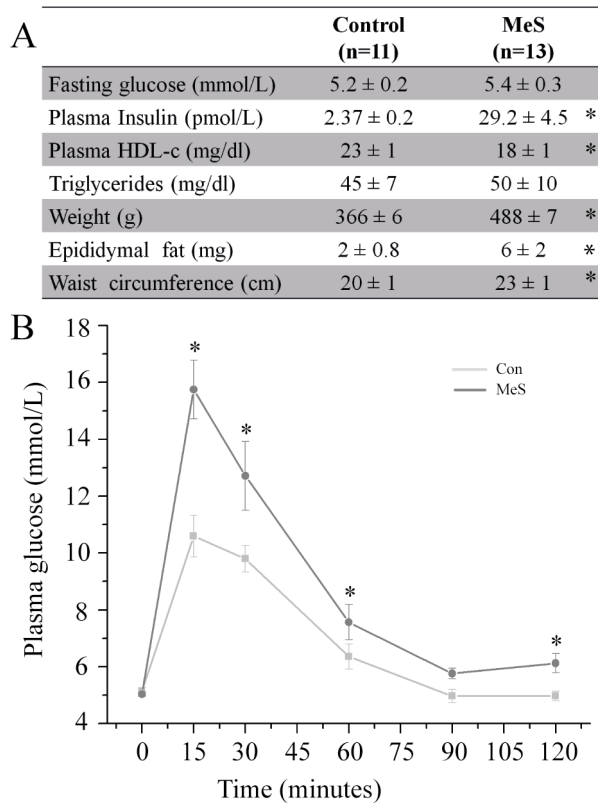 A
Control MeS
(n=11) (n=13)
Fasting glucose (mmol/L) 5.2 ± 0.2 5.4 ± 0.3
Plasma Insulin (pmol/L) 2.37 ± 0.2 29.2 ± 4.5 *
Plasma HDL-c (mg/dl) 23 ± 1 18 ± 1 *
Triglycerides (mg/dl) 45 ± 7 50 ± 10
Weight (g) 366 ± 6 488 ± 7 *
Epididymal fat (mg) 2 ± 0.8 6 ± 2 *
Waist circumference (cm) 20 ± 1 23 ± 1 *
B
18
16
14
12
10
8
6
4
Plasma glucose (mmol/L)
*
*
*
*
Con
MeS
0 15 30 45 60 75 90 105 120
Time (minutes)